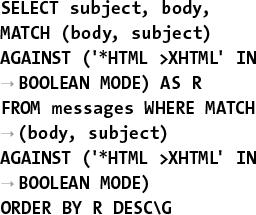 SELECT subject, body,
MATCH (body, subject)
AGAINST ('*HTML >XHTML' IN
→ BOOLEAN MODE) AS R
FROM messages WHERE MATCH
→ (body, subject)
AGAINST ('*HTML >XHTML' IN
→ BOOLEAN MODE)
ORDER BY R DESC\G